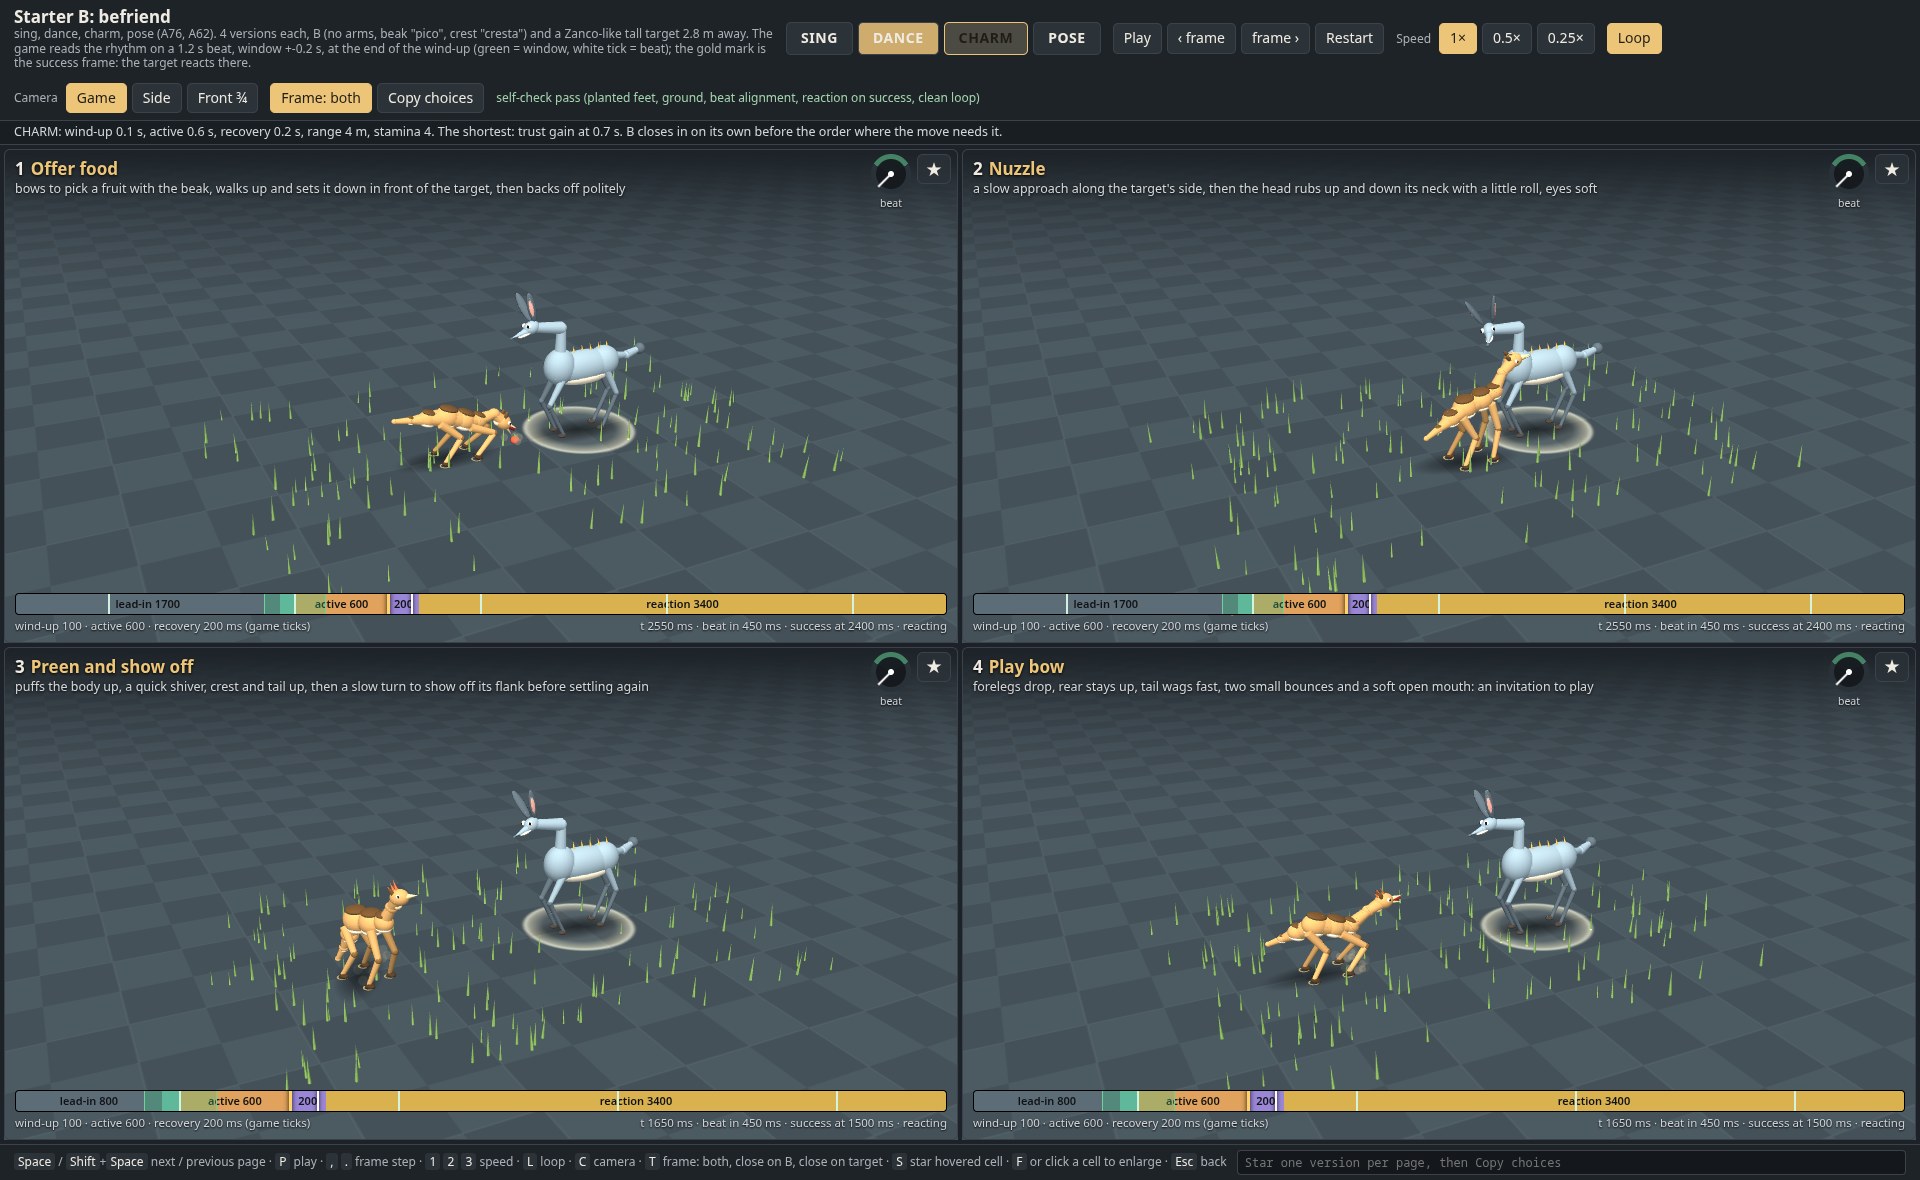 Starter B: befriend
sing, dance, charm, pose (A76, A62). 4 versions each, B (no arms, beak "pico", crest "cresta") and a Zanco-like tall target 2.8 m away. The
game reads the rhythm on a 1.2 s beat, window +-0.2 s, at the end of the wind-up (green = window, white tick = beat); the gold mark is
the success frame: the target reacts there.
SING DANCE CHARM POSE Play ‹ frame frame › Restart Speed 1× 0.5× 0.25× Loop
Camera Game Side Front ¾ Frame: both Copy choices self-check pass (planted feet, ground, beat alignment, reaction on success, clean loop)
CHARM: wind-up 0.1 s, active 0.6 s, recovery 0.2 s, range 4 m, stamina 4. The shortest: trust gain at 0.7 s. B closes in on its own before the order where the move needs it.
1 Offer food
bows to pick a fruit with the beak, walks up and sets it down in front of the target, then backs off politely
beat
★
lead-in 1700 active 600 200 reaction 3400
wind-up 100 · active 600 · recovery 200 ms (game ticks) t 2550 ms · beat in 450 ms · success at 2400 ms · reacting
2 Nuzzle
a slow approach along the target's side, then the head rubs up and down its neck with a little roll, eyes soft
beat
★
lead-in 1700 active 600 200 reaction 3400
wind-up 100 · active 600 · recovery 200 ms (game ticks) t 2550 ms · beat in 450 ms · success at 2400 ms · reacting
3 Preen and show off
puffs the body up, a quick shiver, crest and tail up, then a slow turn to show off its flank before settling again
beat
★
lead-in 800 active 600 200 reaction 3400
wind-up 100 · active 600 · recovery 200 ms (game ticks) t 1650 ms · beat in 450 ms · success at 1500 ms · reacting
4 Play bow
forelegs drop, rear stays up, tail wags fast, two small bounces and a soft open mouth: an invitation to play
beat
★
lead-in 800 active 600 200 reaction 3400
wind-up 100 · active 600 · recovery 200 ms (game ticks) t 1650 ms · beat in 450 ms · success at 1500 ms · reacting
Space / Shift+Space next / previous page · P play · , . frame step · 1 2 3 speed · L loop · C camera · T frame: both, close on B, close on target · S star hovered cell · F or click a cell to enlarge · Esc back
Star one version per page, then Copy choices